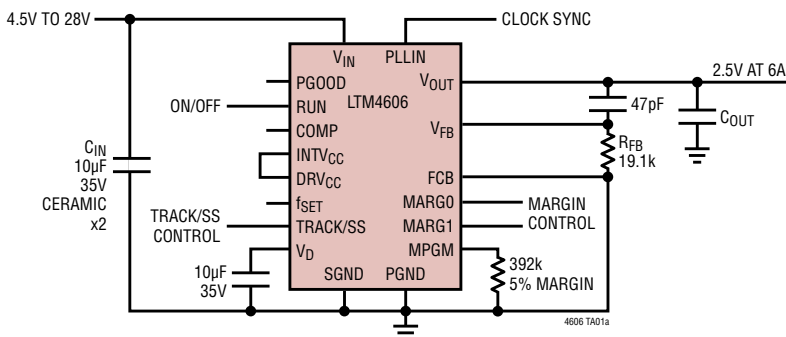 4.5V TO 28V
CLOCK SYNC
VIN
PLLIN
PGOOD
VOUT
2.5V AT 6A
ON/OFF
RUN
LTM4606
47pF
COUT
COMP
VFB
CIN
10µF
35V
CERAMIC
x2
INTVCC
RFB
19.1k
DRVCC
FCB
fSET
MARG0
MARGIN
CONTROL
TRACK/SS
CONTROL
TRACK/SS
MARG1
VD
MPGM
10µF
35V
392k
5% MARGIN
SGND
PGND
4606 TA01a